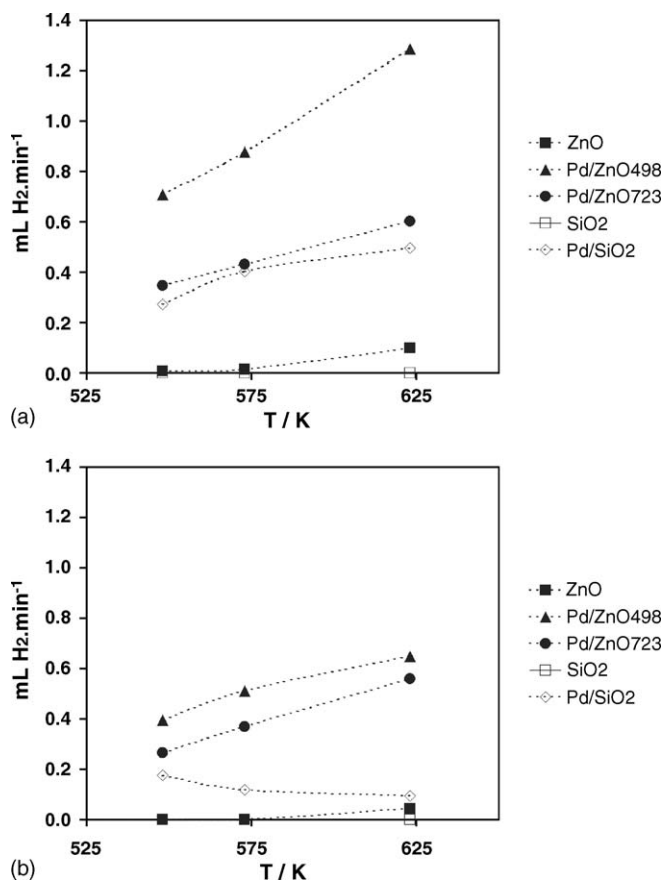 1.4
1.2
1.0
0.8
0.6
0.4
0.2
0.0
mL H2.min-1
525 575 625
T / K
(a)
ZnO
Pd/ZnO498
Pd/ZnO723
SiO2
Pd/SiO2
1.4
1.2
1.0
0.8
0.6
0.4
0.2
0.0
mL H2.min-1
525 575 625
T / K
(b)
ZnO
Pd/ZnO498
Pd/ZnO723
SiO2
Pd/SiO2